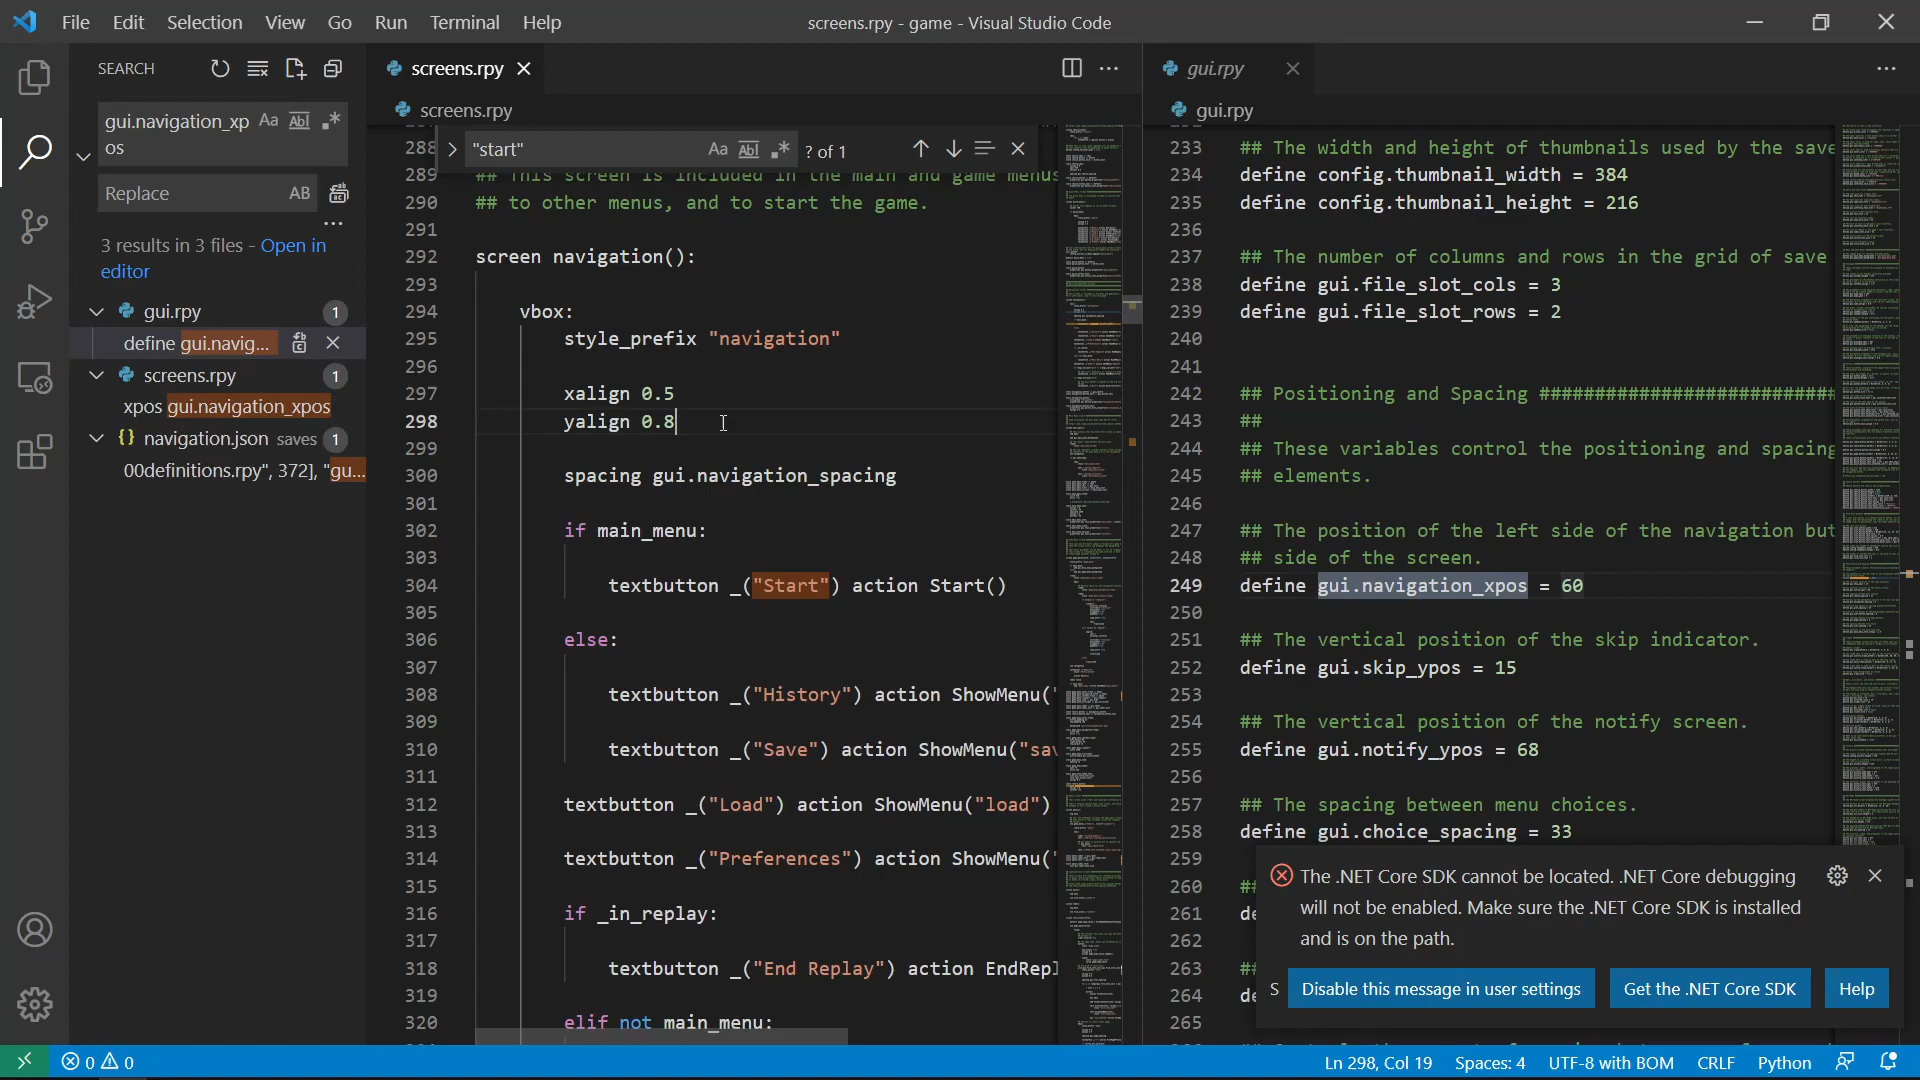 File Edit Selection View Go Run Terminal Help
screens.rpy - game - Visual Studio Code
SEARCH
gui.navigation_xp
os
Aa Abl .*
Replace
AB
3 results in 3 files - Open in
editor
gui.rpy 1
define gui.navig...
screens.rpy 1
xpos gui.navigation_xpos
{} navigation.json saves 1
00definitions.rpy", 372], "gu...
screens.rpy
screens.rpy
"start" Aa Abl .* ? of 1
288
289 ## This screen is included in the main and game menus
290 ## to other menus, and to start the game.
291
292 screen navigation():
293
294 vbox:
295 style_prefix "navigation"
296
297 xalign 0.5
298 yalign 0.8
299
300 spacing gui.navigation_spacing
301
302 if main_menu:
303
304 textbutton _("Start") action Start()
305
306 else:
307
308 textbutton _("History") action ShowMenu("
309
310 textbutton _("Save") action ShowMenu("sav
311
312 textbutton _("Load") action ShowMenu("load")
313
314 textbutton _("Preferences") action ShowMenu("
315
316 if _in_replay:
317
318 textbutton _("End Replay") action EndRepl
319
320 elif not main_menu:
gui.rpy
gui.rpy
233 ## The width and height of thumbnails used by the save
234 define config.thumbnail_width = 384
235 define config.thumbnail_height = 216
236
237 ## The number of columns and rows in the grid of save
238 define gui.file_slot_cols = 3
239 define gui.file_slot_rows = 2
240
241
242 ## Positioning and Spacing ###########################
243 ##
244 ## These variables control the positioning and spacing
245 ## elements.
246
247 ## The position of the left side of the navigation but
248 ## side of the screen.
249 define gui.navigation_xpos = 60
250
251 ## The vertical position of the skip indicator.
252 define gui.skip_ypos = 15
253
254 ## The vertical position of the notify screen.
255 define gui.notify_ypos = 68
256
257 ## The spacing between menu choices.
258 define gui.choice_spacing = 33
259
260 ##
261 de
262
263 ##
264 de
265
The .NET Core SDK cannot be located. .NET Core debugging
will not be enabled. Make sure the .NET Core SDK is installed
and is on the path.
S Disable this message in user settings Get the .NET Core SDK Help
0 0
Ln 298, Col 19 Spaces: 4 UTF-8 with BOM CRLF Python